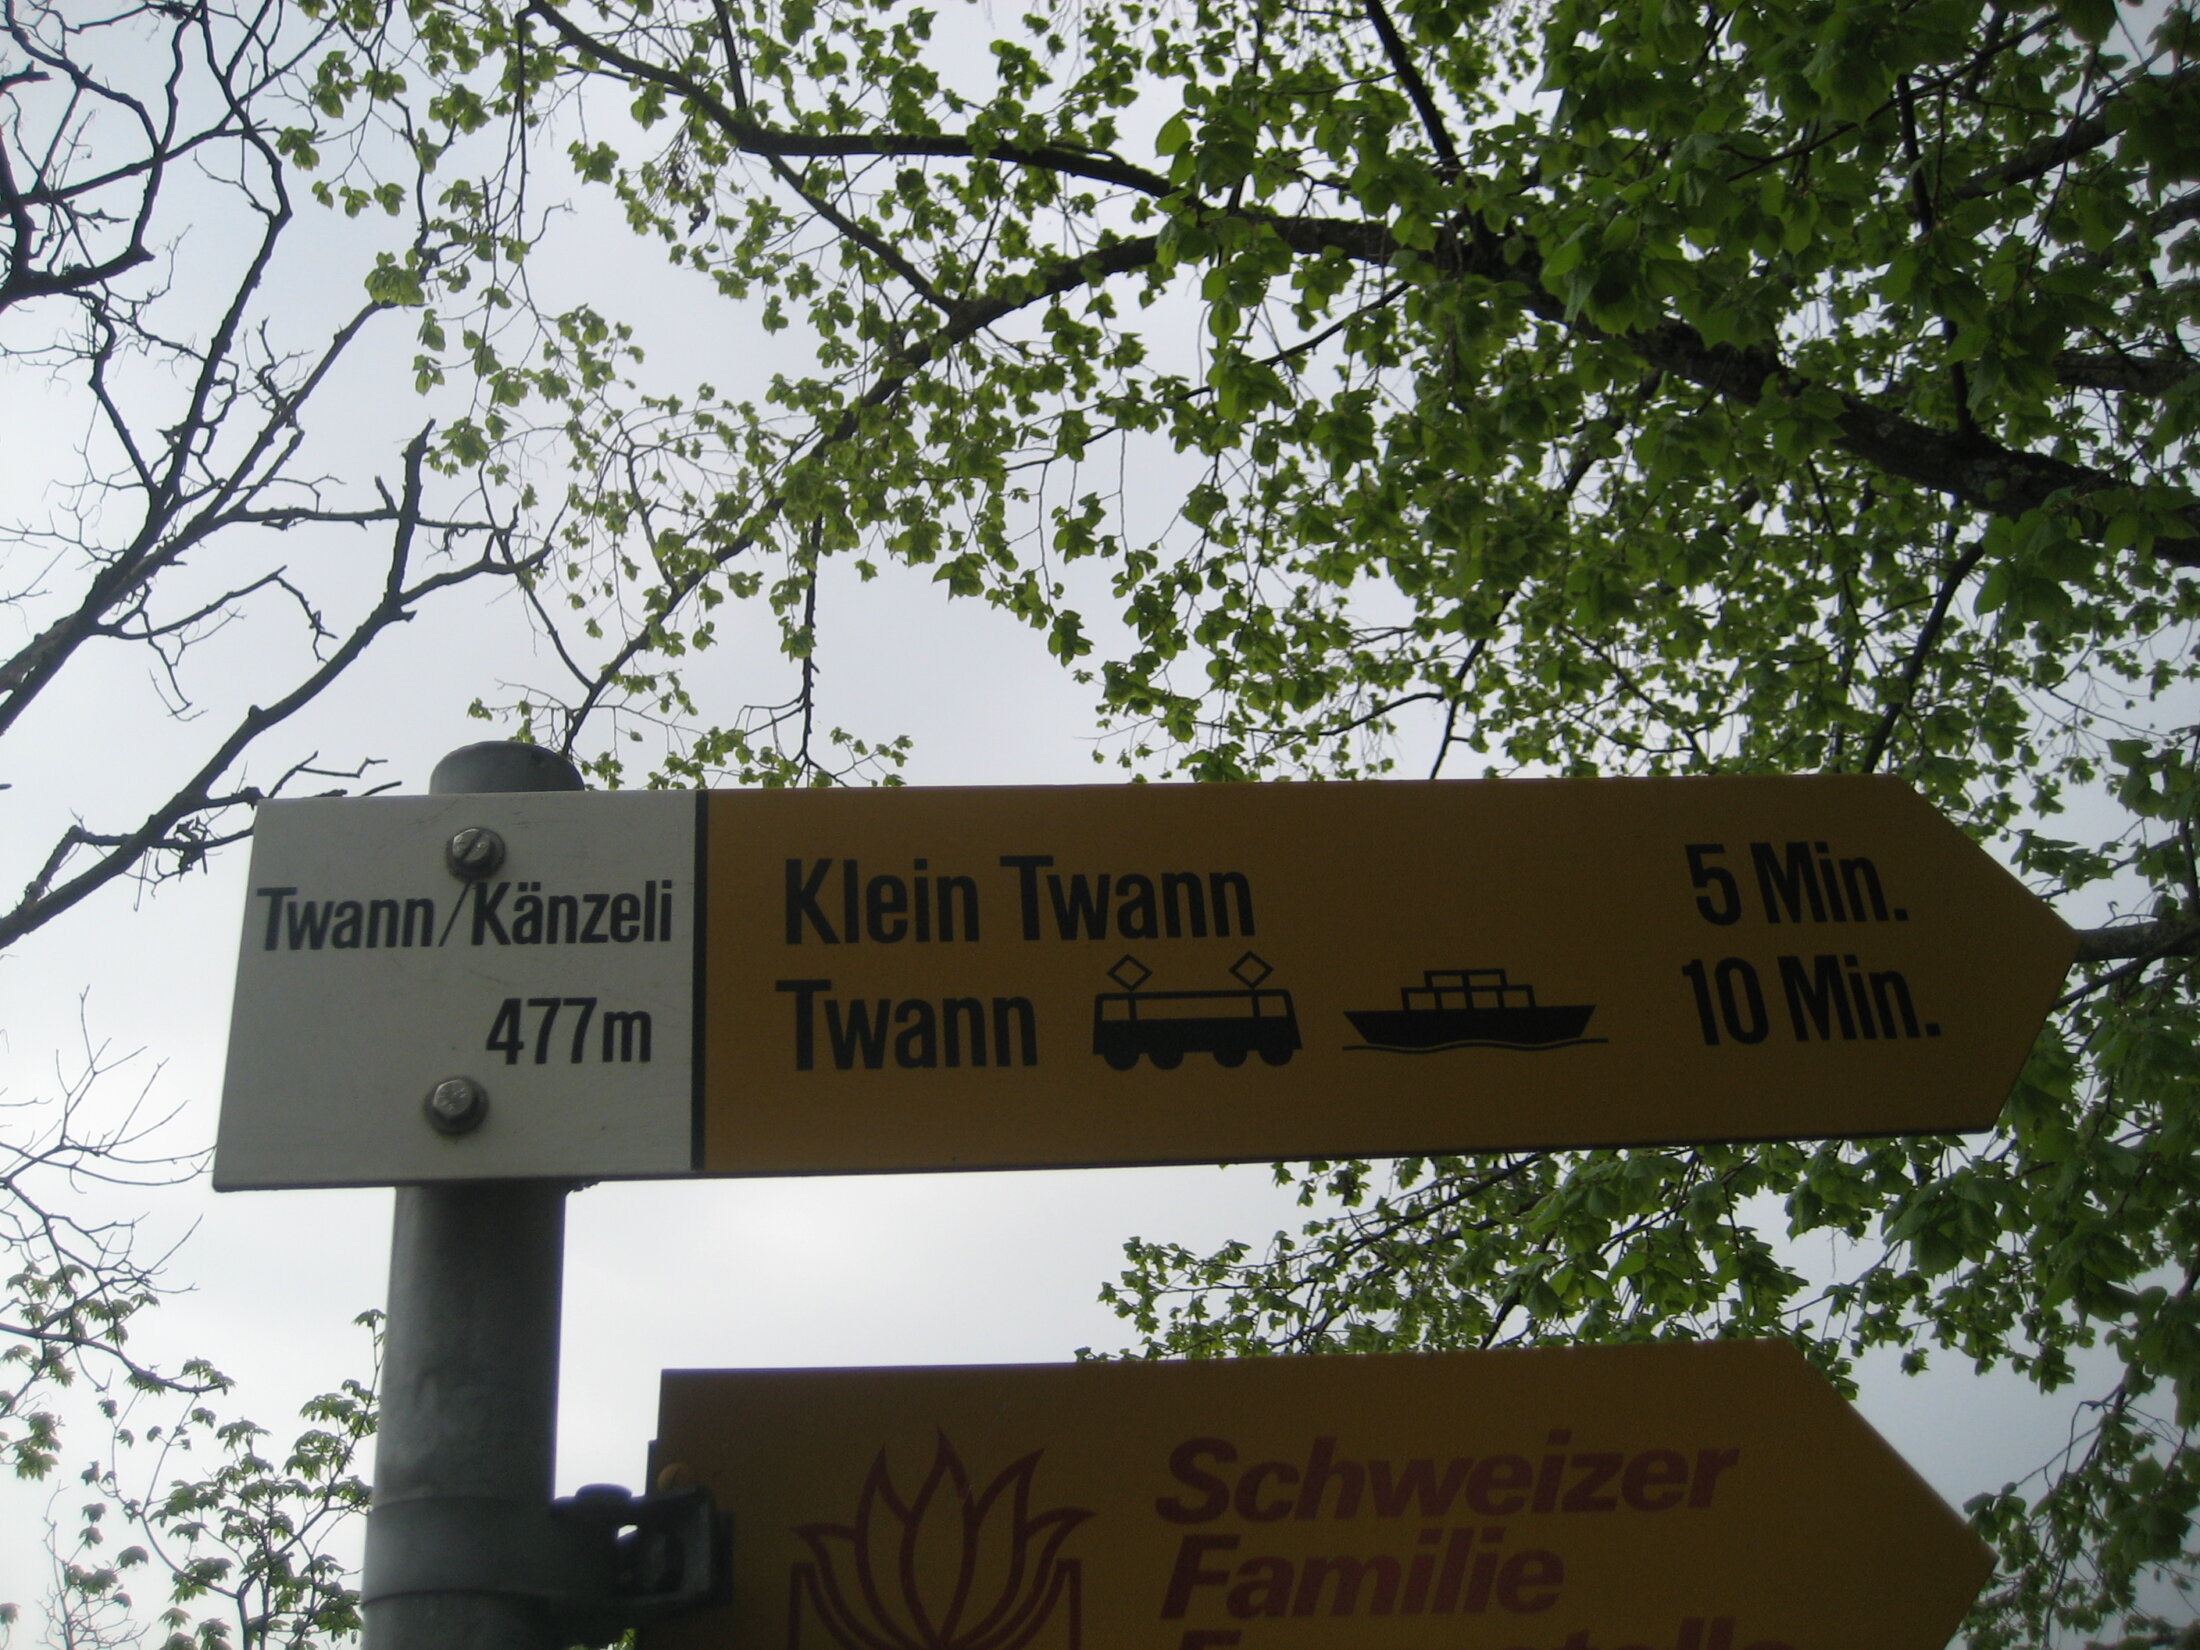 Twann/Känzeli
477m
Klein Twann 5 Min.
Twann 10 Min.
Schweizer
Familie